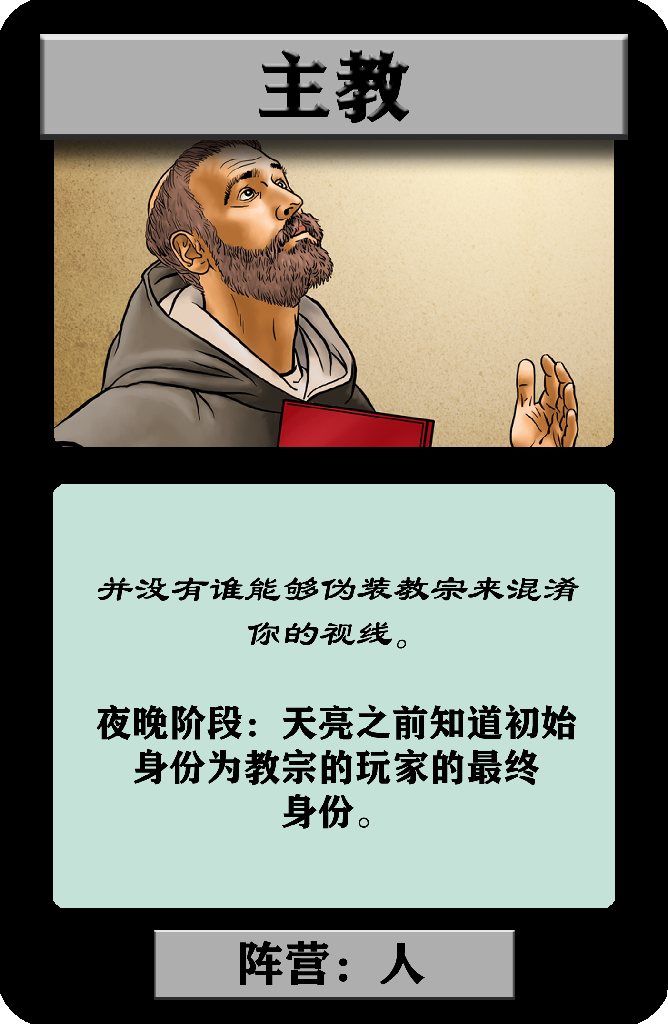 主教
并没有谁能够伪装教宗来混淆
你的视线。
夜晚阶段：天亮之前知道初始
身份为教宗的玩家的最终
身份。
阵营：人